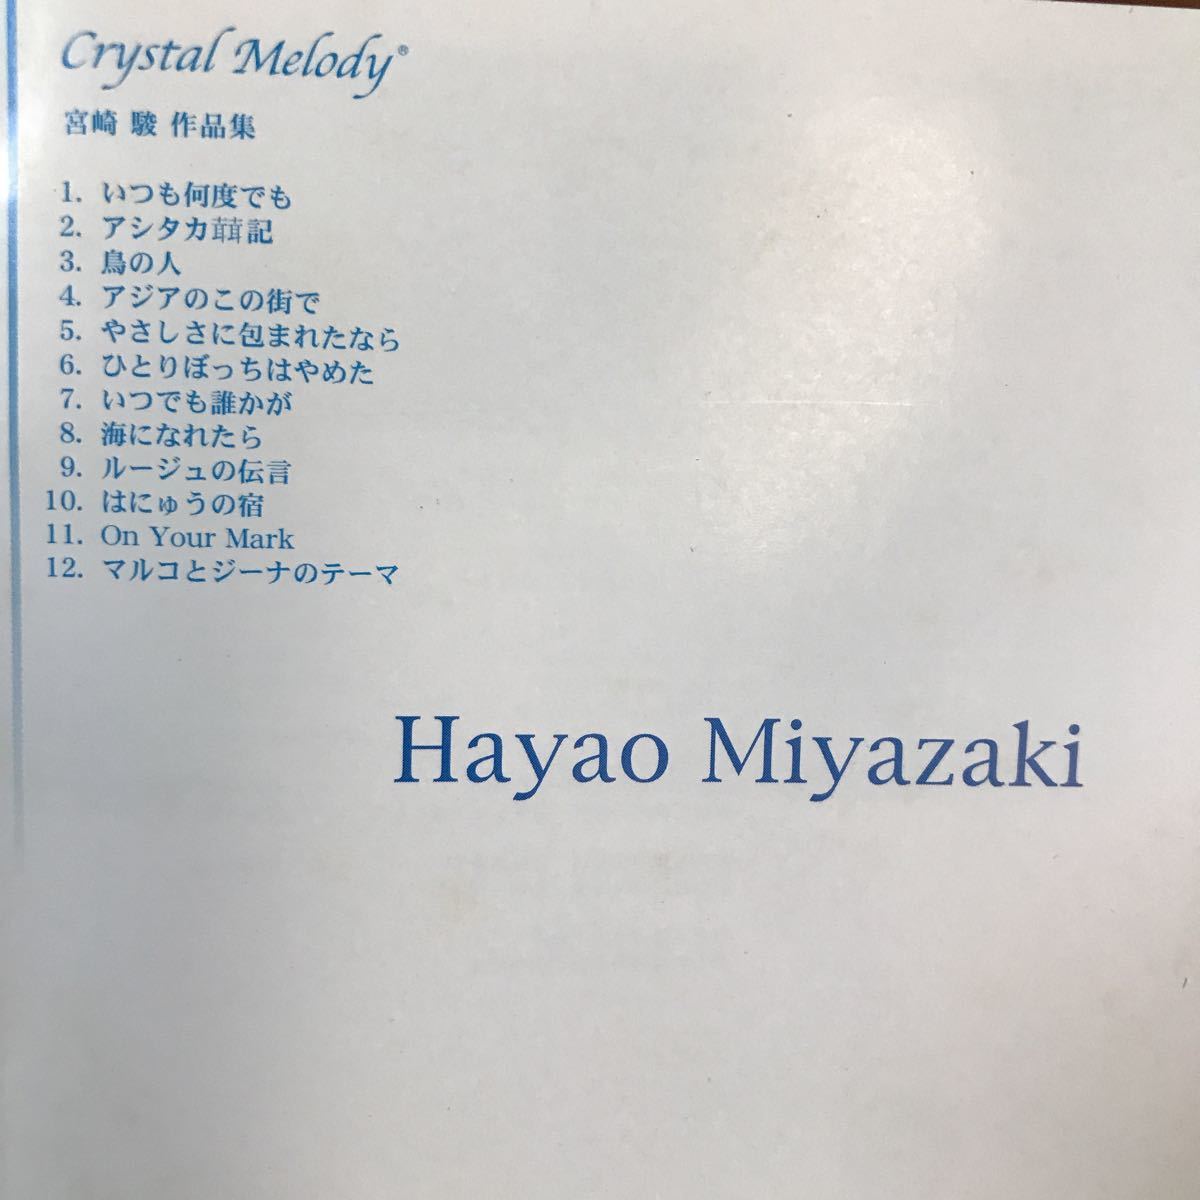 Crystal Melody®
宮崎 駿 作品集
1. いつも何度でも
2. アシタカ𦻙記
3. 鳥の人
4. アジアのこの街で
5. やさしさに包まれたなら
6. ひとりぼっちはやめた
7. いつでも誰かが
8. 海になれたら
9. ルージュの伝言
10. はにゅうの宿
11. On Your Mark
12. マルコとジーナのテーマ
Hayao Miyazaki